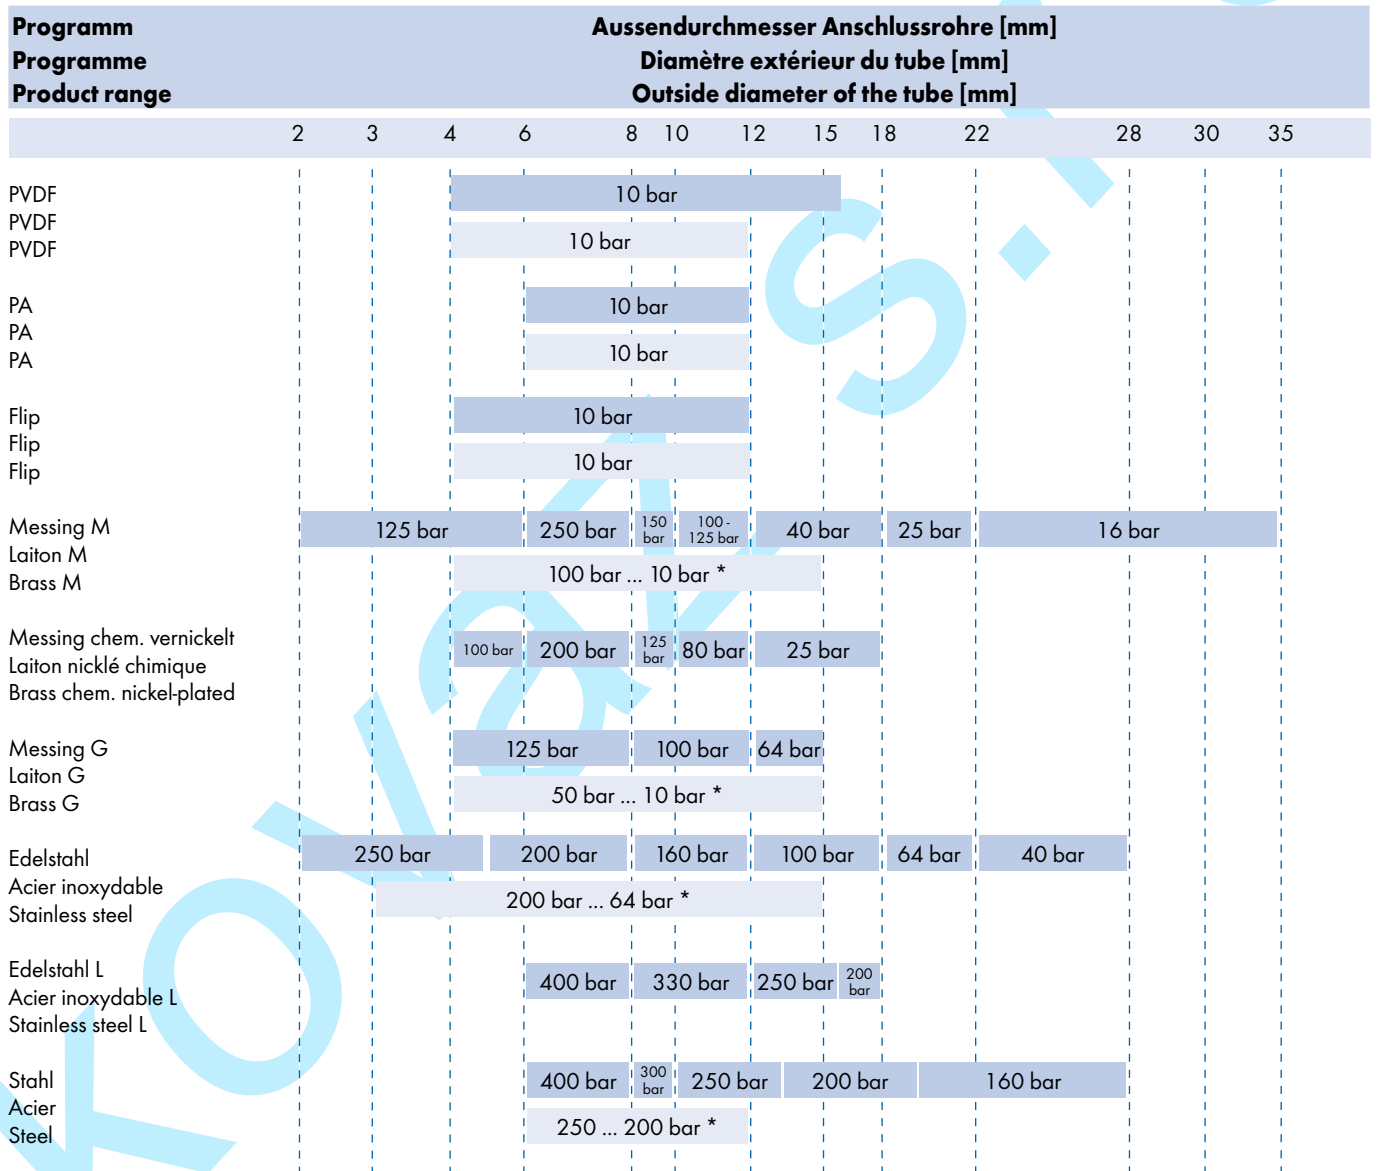 Programm
Aussendurchmesser Anschlussrohre [mm]
Programme
Diamètre extérieur du tube [mm]
Product range
Outside diameter of the tube [mm]
2 3 4 6 8 10 12 15 18 22 28 30 35
PVDF
10 bar
PVDF
10 bar
PVDF
PA
10 bar
PA
10 bar
PA
Flip
10 bar
Flip
10 bar
Flip
Messing M
125 bar 250 bar 150 bar 100 - 125 bar 40 bar 25 bar 16 bar
Laiton M
100 bar ... 10 bar *
Brass M
Messing chem. vernickelt
100 bar 200 bar 125 bar 80 bar 25 bar
Laiton nicklé chimique
Brass chem. nickel-plated
Messing G
125 bar 100 bar 64 bar
Laiton G
50 bar ... 10 bar *
Brass G
Edelstahl
250 bar 200 bar 160 bar 100 bar 64 bar 40 bar
Acier inoxydable
200 bar ... 64 bar *
Stainless steel
Edelstahl L
400 bar 330 bar 250 bar 200 bar
Acier inoxydable L
Stainless steel L
Stahl
400 bar 300 bar 250 bar 200 bar 160 bar
Acier
250 ... 200 bar *
Steel